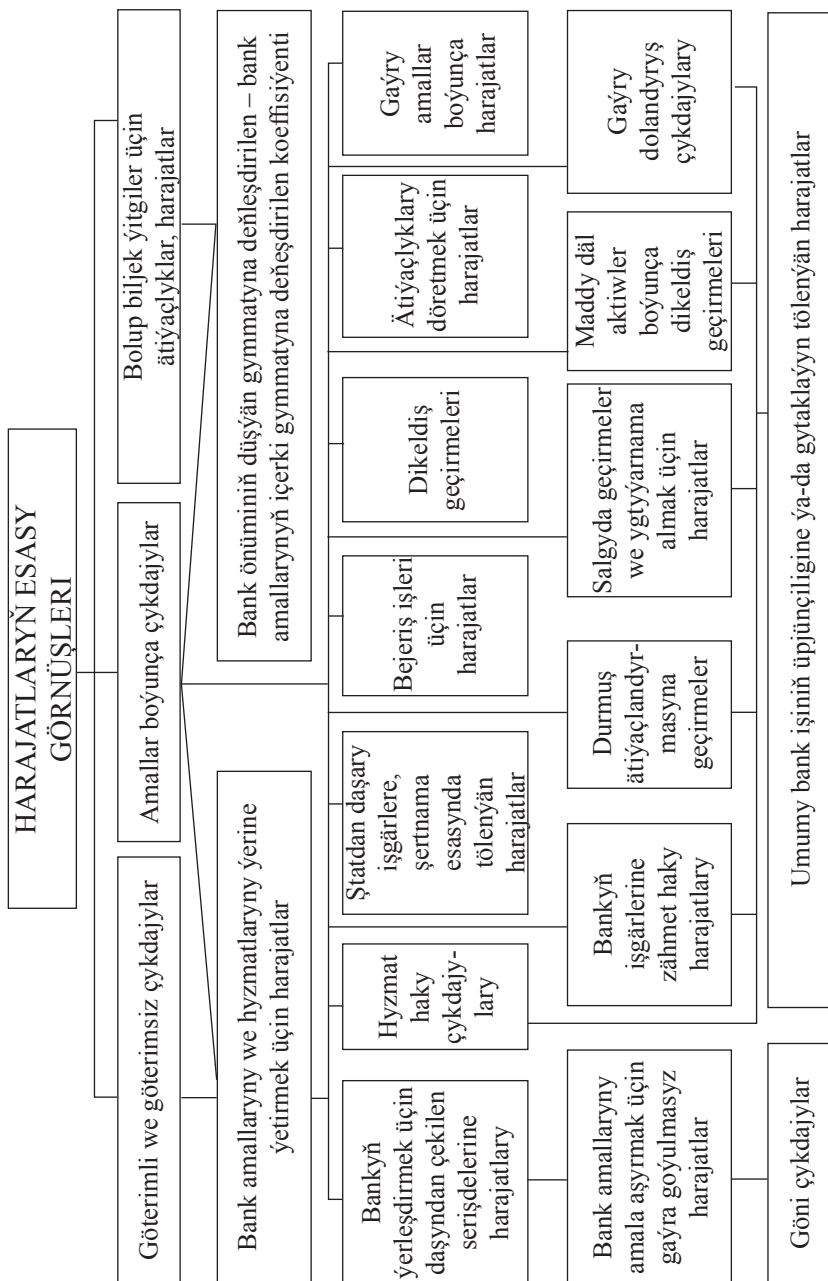 HARAJATLARYŇ ESASY
GÖRNÜŞLERI
Göterimli we göterimsiz çykdajylar
Amallar boýunça çykdajylar
Bolup biljek ýitgiler üçin
ätiýaçlyklar, harajatlar
Bank amallaryny we hyzmatlaryny ýerine
ýetirmek üçin harajatlar
Bank önüminiň düşýän gymmatyna deňleşdirilen – bank
amallarynyň içerki gymmatyna deňeşdirilen koeffisiýenti
Bankyň
ýerleşdirmek üçin
daşyndan çekilen
serişdelerine
harajatlary
Hyzmat
haky
çykdajy-
lary
Ştatdan daşary
işgärlere,
şertnama
esasynda
tölenýän
harajatlar
Bejeriş işleri
üçin
harajatlar
Dikeldiş
geçirmeleri
Ätiýaçlyklary
döretmek üçin
harajatlar
Gaýry
amallar
boýunça
harajatlar
Bank amallaryny
amala aşyrmak üçin
gaýra goýulmasyz
harajatlar
Bankyň
işgärlerine
zähmet haky
harajatlary
Durmuş
ätiýaçlandyr-
masyna
geçirmeler
Salgyda geçirmeler
we ygtyýarnama
almak üçin
harajatlar
Maddy däl
aktiwler
boýunça
dikeldiş
geçirmeleri
Gaýry
dolandyryş
çykdajylary
Göni çykdajylar
Umumy bank işiniň üpjünçiligine ýa-da gytaklaýyn tölenýän harajatlar